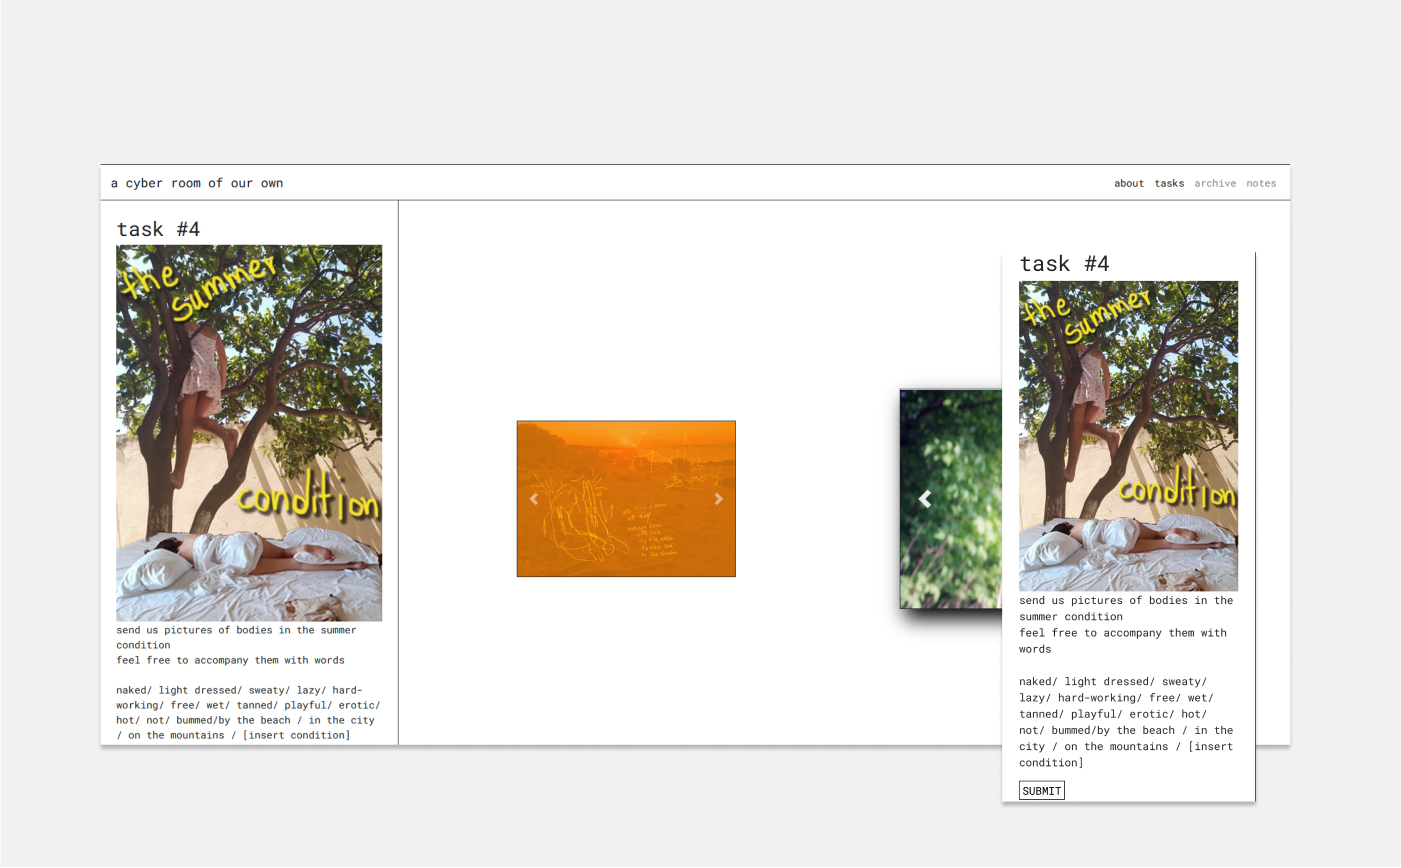 a cyber room of our own
about tasks archive notes
task #4
the
summer
condition
send us pictures of bodies in the summer
condition
feel free to accompany them with words
naked/ light dressed/ sweaty/ lazy/ hard-
working/ free/ wet/ tanned/ playful/ erotic/
hot/ not/ bummed/by the beach / in the city
/ on the mountains / [insert condition]
task #4
the
summer
condition
send us pictures of bodies in the
summer condition
feel free to accompany them with
words
naked/ light dressed/ sweaty/
lazy/ hard-working/ free/ wet/
tanned/ playful/ erotic/ hot/
not/ bummed/by the beach / in the
city / on the mountains / [insert
condition]
SUBMIT